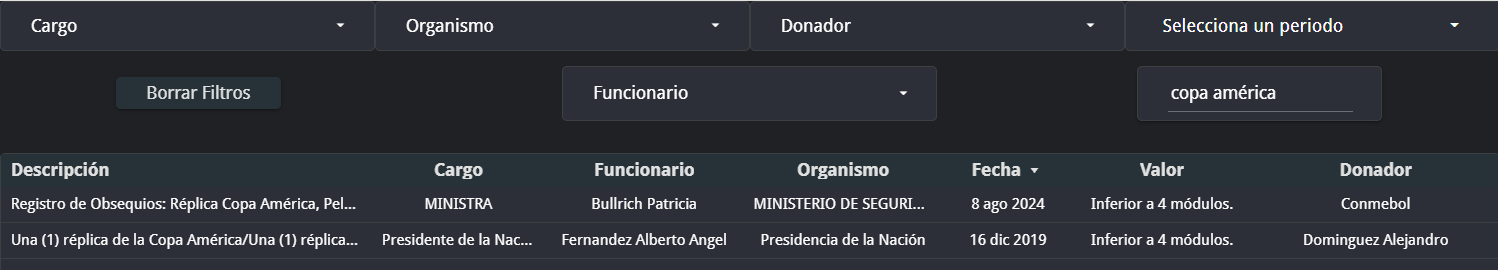 Cargo Organismo Donador Selecciona un periodo
Borrar Filtros Funcionario copa américa
Descripción Cargo Funcionario Organismo Fecha Valor Donador
Registro de Obsequios: Réplica Copa América, Pel... MINISTRA Bullrich Patricia MINISTERIO DE SEGURI... 8 ago 2024 Inferior a 4 módulos. Conmebol
Una (1) réplica de la Copa América/Una (1) réplica... Presidente de la Nac... Fernandez Alberto Angel Presidencia de la Nación 16 dic 2019 Inferior a 4 módulos. Dominguez Alejandro